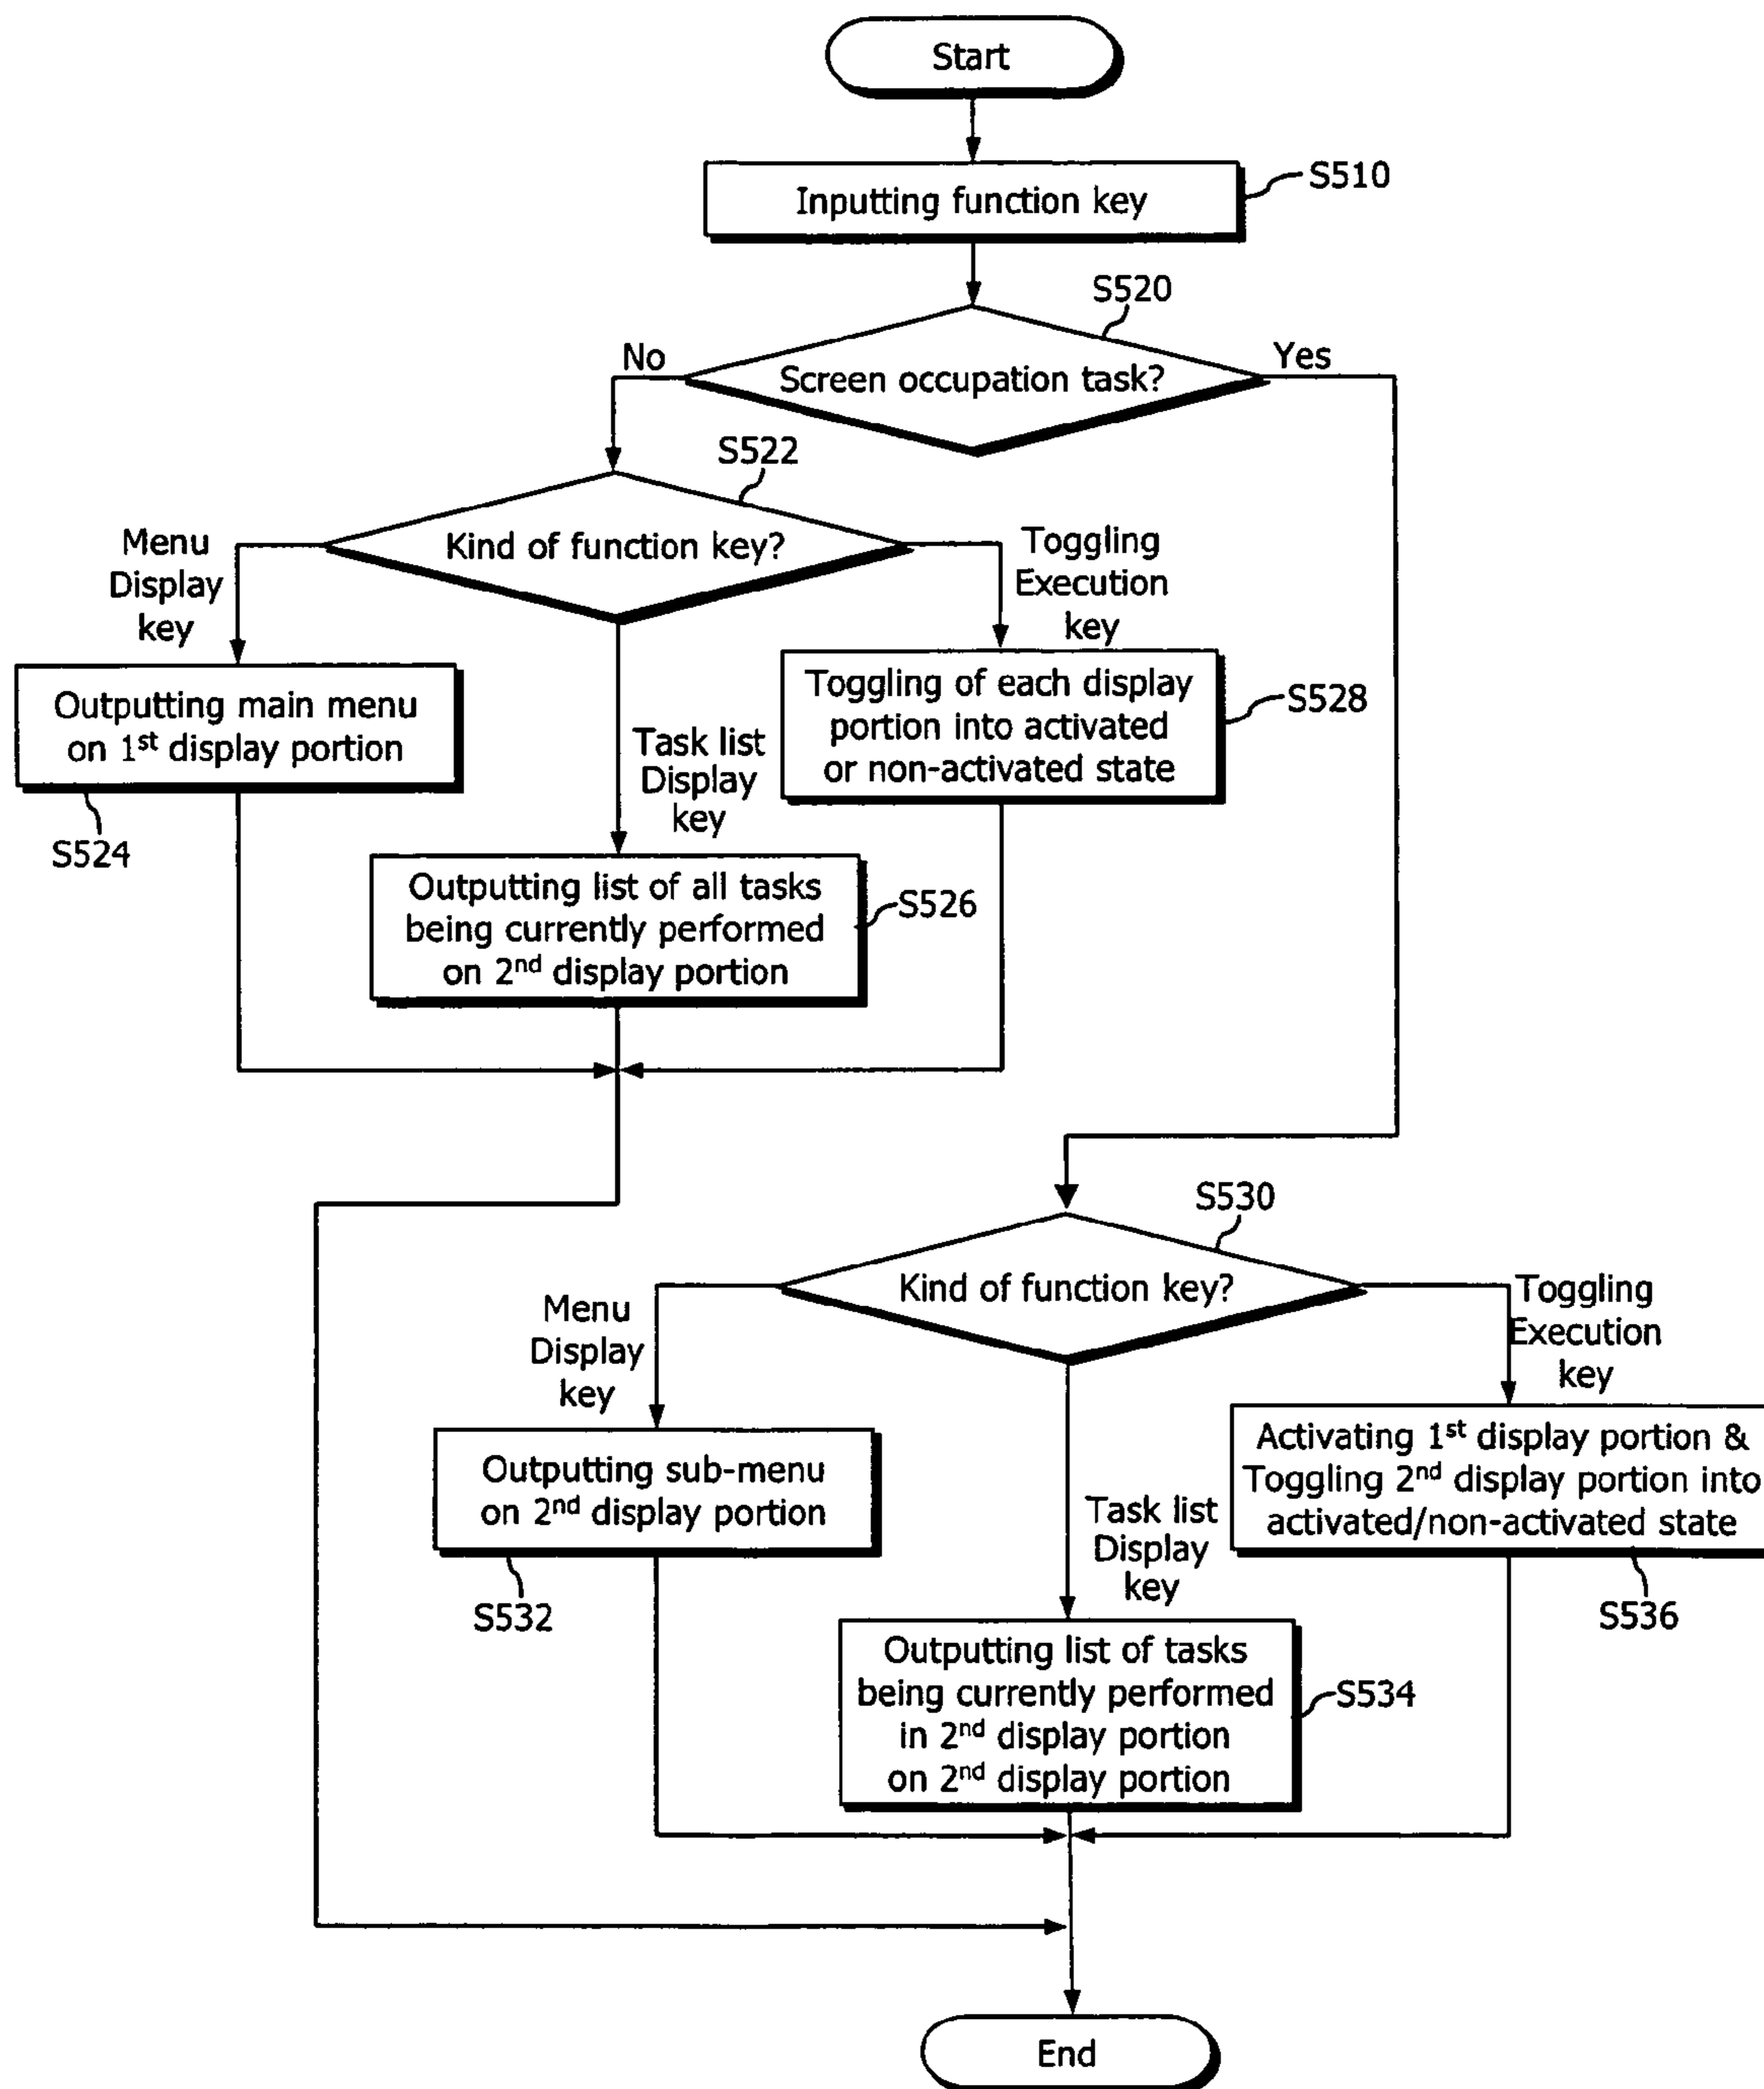 Start
Inputting function key
S510
S520
No
Yes
Screen occupation task?
S522
Menu
Display
key
Kind of function key?
Toggling
Execution
key
Outputting main menu
on 1st display portion
S524
Task list
Display
key
Toggling of each display
portion into activated
or non-activated state
S528
Outputting list of all tasks
being currently performed
on 2nd display portion
S526
S530
Menu
Display
key
Kind of function key?
Toggling
Execution
key
Outputting sub-menu
on 2nd display portion
S532
Task list
Display
key
Activating 1st display portion &
Toggling 2nd display portion into
activated/non-activated state
S536
Outputting list of tasks
being currently performed
in 2nd display portion
on 2nd display portion
S534
End